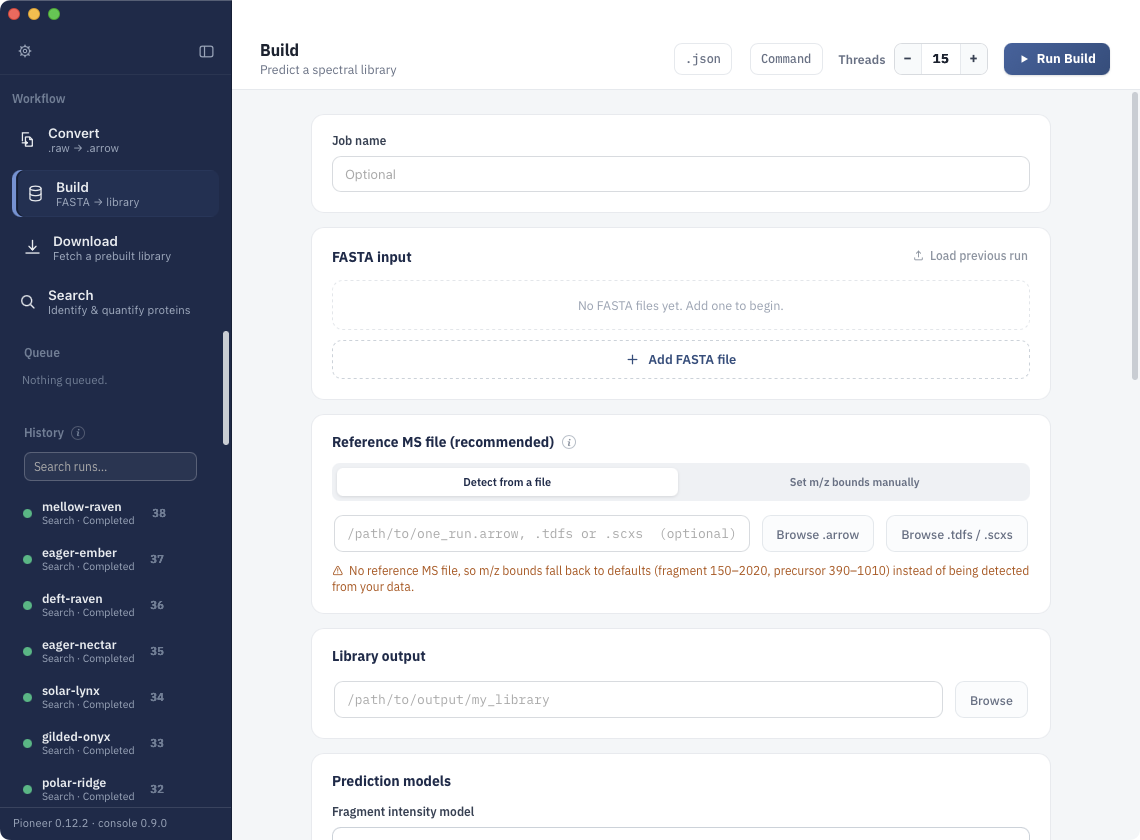 Workflow
Convert
.raw → .arrow
Build
FASTA → library
Download
Fetch a prebuilt library
Search
Identify & quantify proteins
Queue
Nothing queued.
History
Search runs...
mellow-raven
Search · Completed
38
eager-ember
Search · Completed
37
deft-raven
Search · Completed
36
eager-nectar
Search · Completed
35
solar-lynx
Search · Completed
34
gilded-onyx
Search · Completed
33
polar-ridge
Search · Completed
32
Pioneer 0.12.2 · console 0.9.0
Build
Predict a spectral library
.json
Command
Threads
− 15 +
Run Build
Job name
Optional
FASTA input
Load previous run
No FASTA files yet. Add one to begin.
+ Add FASTA file
Reference MS file (recommended)
Detect from a file
Set m/z bounds manually
/path/to/one_run.arrow, .tdfs or .scxs (optional)
Browse .arrow
Browse .tdfs / .scxs
No reference MS file, so m/z bounds fall back to defaults (fragment 150–2020, precursor 390–1010) instead of being detected
from your data.
Library output
/path/to/output/my_library
Browse
Prediction models
Fragment intensity model